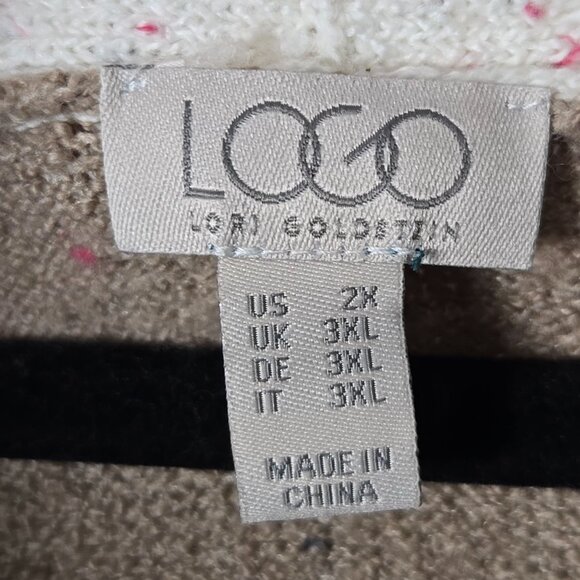 LOGO
LORI GOLDSTEIN
US 2X
UK 3XL
DE 3XL
IT 3XL
MADE IN
CHINA